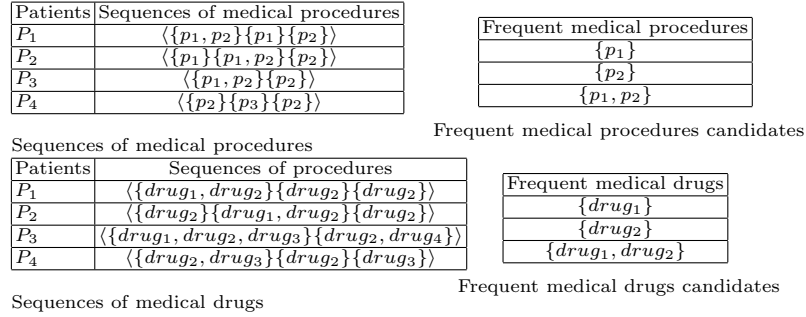 Patients Sequences of medical procedures
P₁ ⟨{p₁, p₂}{p₁}{p₂}⟩
P₂ ⟨{p₁}{p₁, p₂}{p₂}⟩
P₃ ⟨{p₁, p₂}{p₂}⟩
P₄ ⟨{p₂}{p₃}{p₂}⟩
Sequences of medical procedures
Frequent medical procedures
{p₁}
{p₂}
{p₁, p₂}
Frequent medical procedures candidates
Patients Sequences of procedures
P₁ ⟨{drug₁, drug₂}{drug₂}{drug₂}⟩
P₂ ⟨{drug₂}{drug₁, drug₂}{drug₂}⟩
P₃ ⟨{drug₁, drug₂, drug₃}{drug₂, drug₄}⟩
P₄ ⟨{drug₂, drug₃}{drug₂}{drug₃}⟩
Sequences of medical drugs
Frequent medical drugs
{drug₁}
{drug₂}
{drug₁, drug₂}
Frequent medical drugs candidates